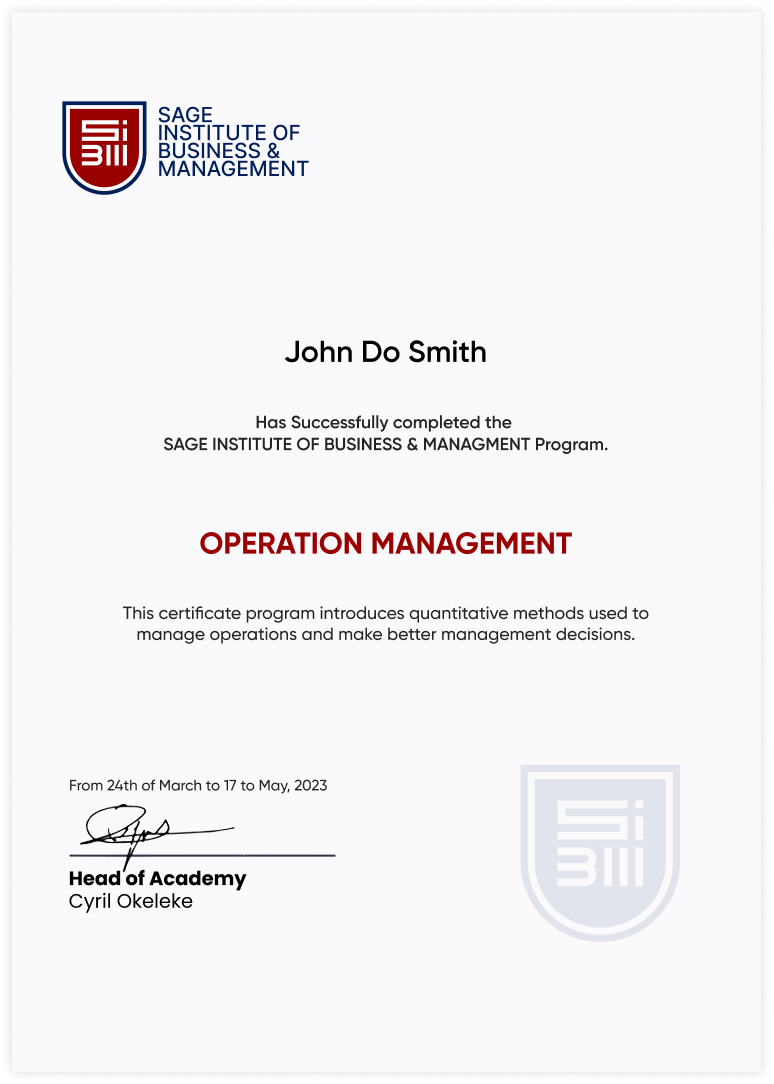 SiBM
SAGE
INSTITUTE OF
BUSINESS &
MANAGEMENT
John Do Smith
Has Successfully completed the
SAGE INSTITUTE OF BUSINESS & MANAGMENT Program.
OPERATION MANAGEMENT
This certificate program introduces quantitative methods used to
manage operations and make better management decisions.
From 24th of March to 17 to May, 2023
Head of Academy
Cyril Okeleke
SiBM